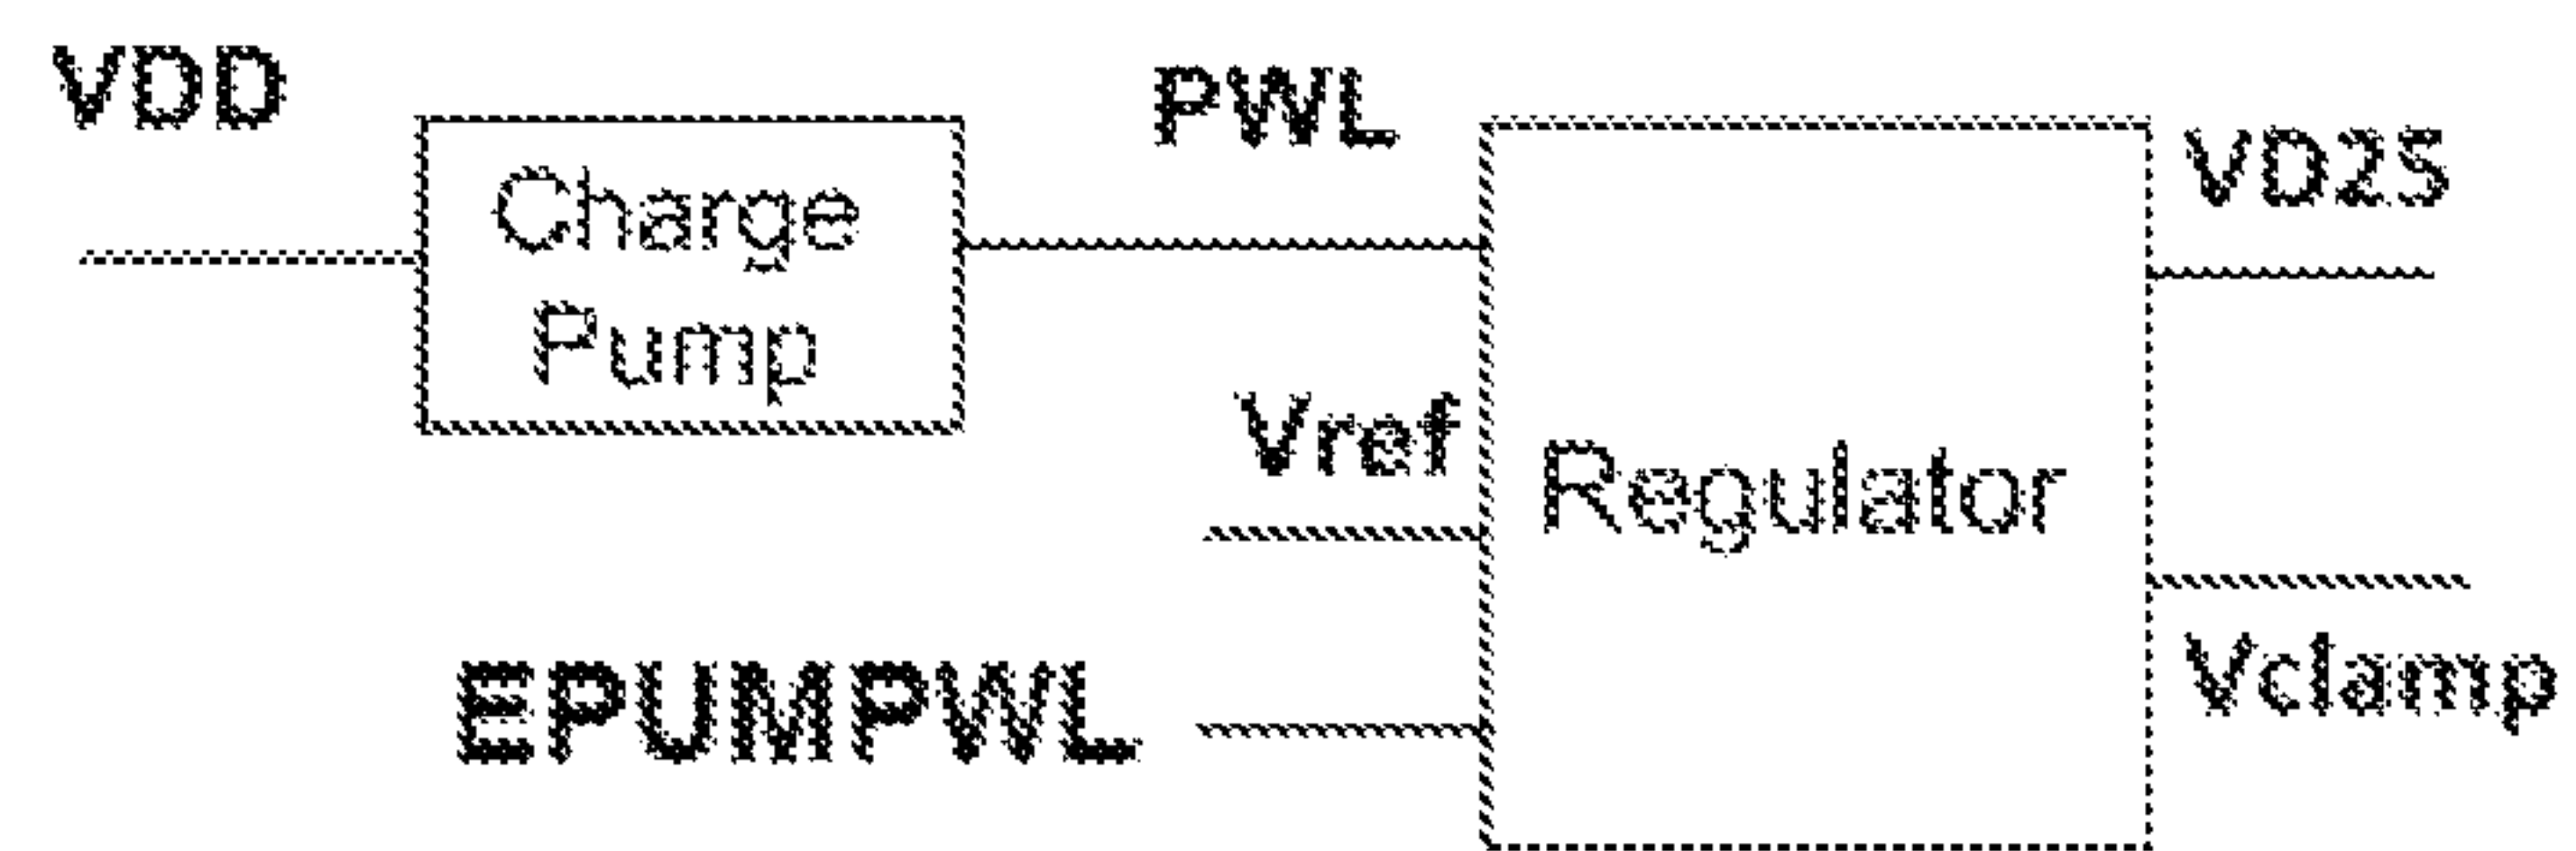 VDD
PWL
VD25
Charge
Pump
Vref
Regulator
EPUMPWL
Vclamp